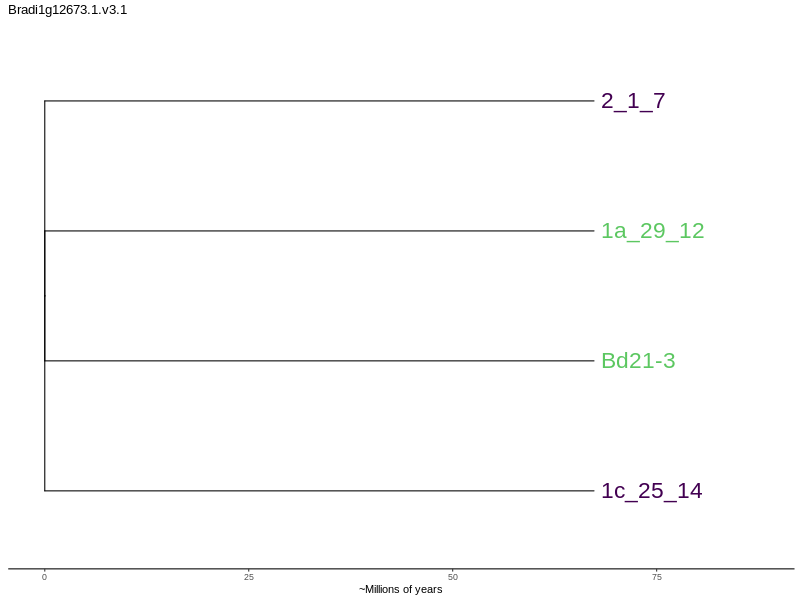 Bradi1g12673.1.v3.1
2_1_7
1a_29_12
Bd21-3
1c_25_14
0 25 50 75
~Millions of years